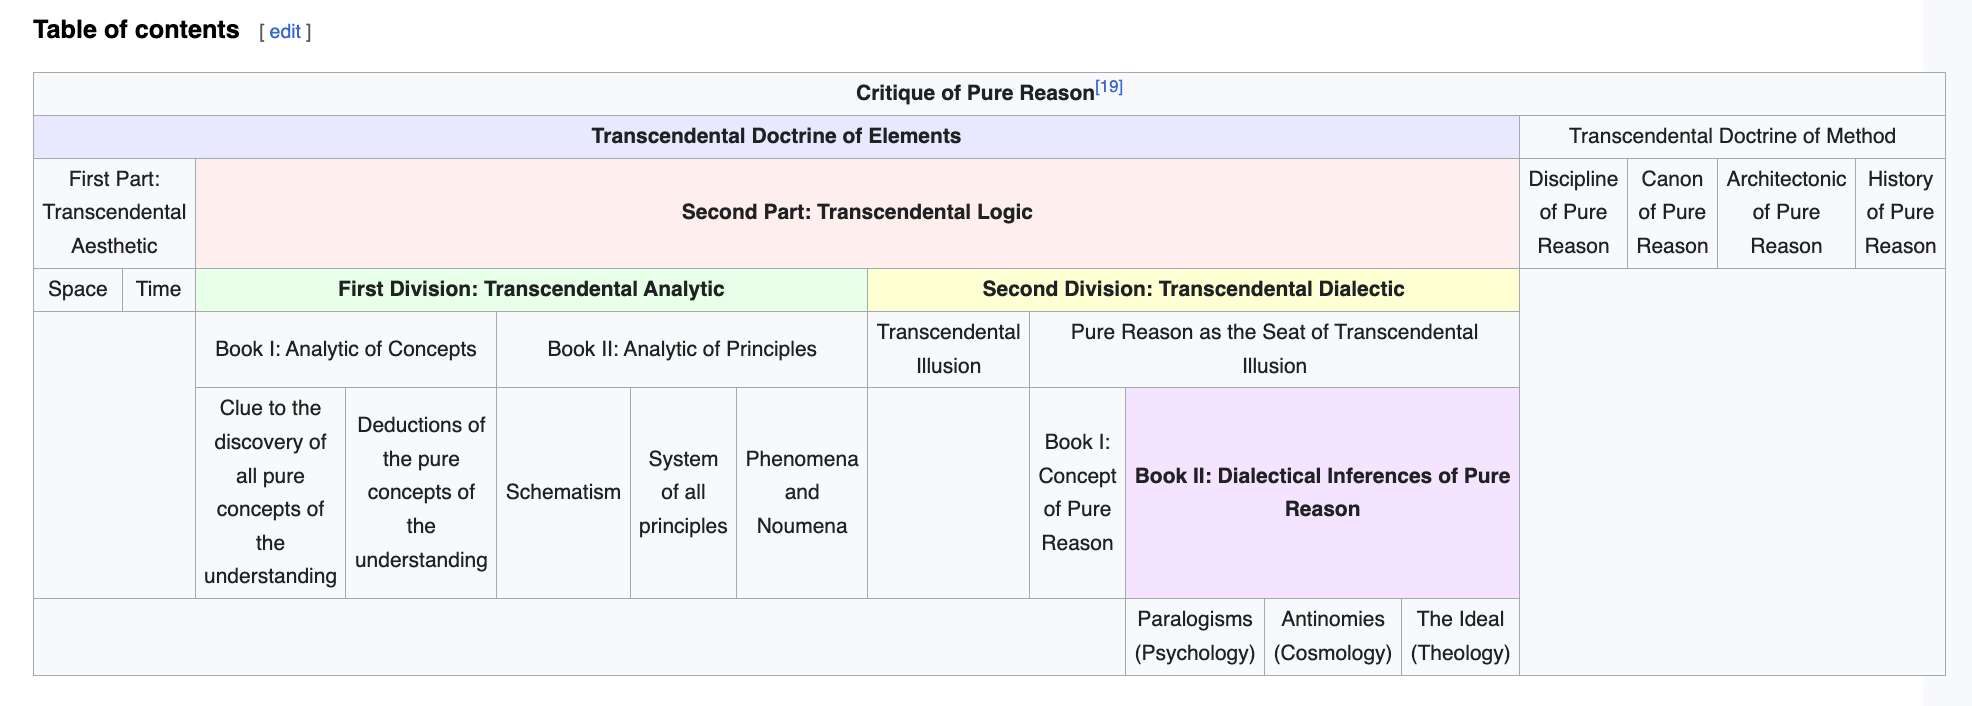 Table of contents [ edit ]
Critique of Pure Reason[19]
Transcendental Doctrine of Elements
Transcendental Doctrine of Method
First Part:
Transcendental
Aesthetic
Second Part: Transcendental Logic
Discipline
of Pure
Reason
Canon
of Pure
Reason
Architectonic
of Pure
Reason
History
of Pure
Reason
Space
Time
First Division: Transcendental Analytic
Second Division: Transcendental Dialectic
Book I: Analytic of Concepts
Book II: Analytic of Principles
Transcendental
Illusion
Pure Reason as the Seat of Transcendental
Illusion
Clue to the
discovery of
all pure
concepts of
the
understanding
Deductions of
the pure
concepts of
the
understanding
Schematism
System
of all
principles
Phenomena
and
Noumena
Book I:
Concept
of Pure
Reason
Book II: Dialectical Inferences of Pure
Reason
Paralogisms
(Psychology)
Antinomies
(Cosmology)
The Ideal
(Theology)